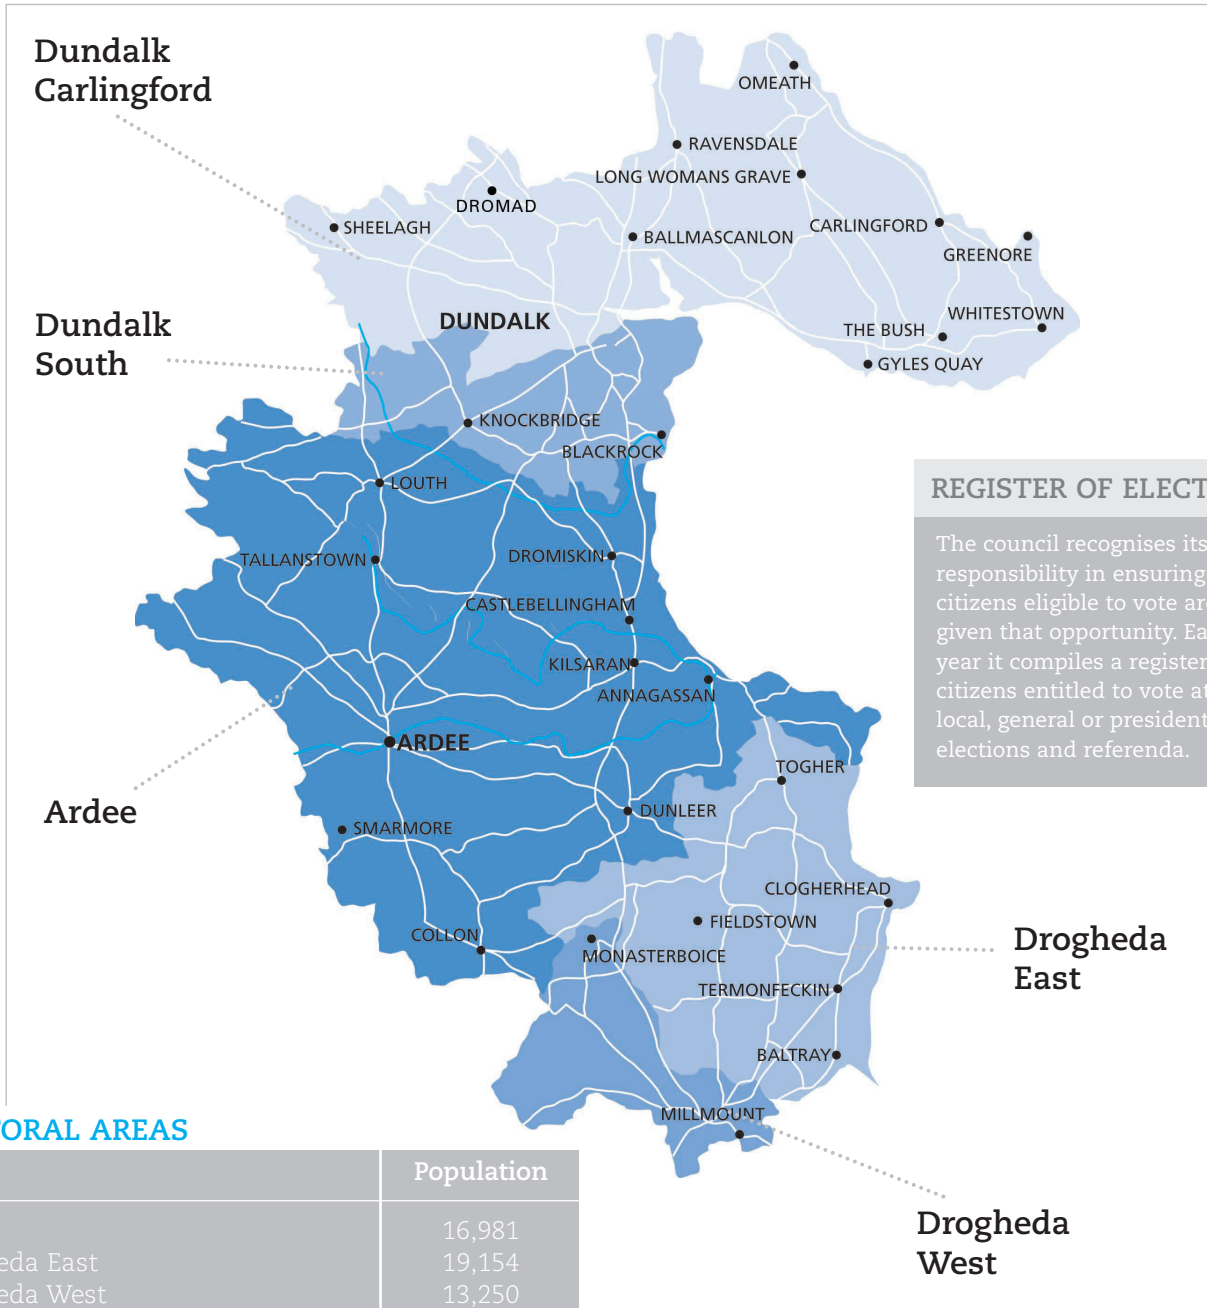 Dundalk
Carlingford
OMEATH
RAVENSDALE
LONG WOMANS GRAVE
DROMAD
SHEELAGH
BALLMASCANLON
CARLINGFORD
GREENORE
Dundalk
South
DUNDALK
WHITESTOWN
THE BUSH
GYLES QUAY
KNOCKBRIDGE
BLACKROCK
LOUTH
TALLANSTOWN
DROMISKIN
CASTLEBELLINGHAM
KILSARAN
ANNAGASSAN
ARDEE
Ardee
TOGHER
DUNLEER
SMARMORE
CLOGHERHEAD
FIELDSTOWN
COLLON
MONASTERBOICE
Drogheda
East
TERMONFECKIN
BALTRAY
MILLMOUNT
Drogheda
West
REGISTER OF ELECT
The council recognises its
responsibility in ensuring
citizens eligible to vote ar
given that opportunity. Ea
year it compiles a register
citizens entitled to vote at
local, general or president
elections and referenda.
TORAL AREAS
Population
16,981
eda East 19,154
eda West 13,250